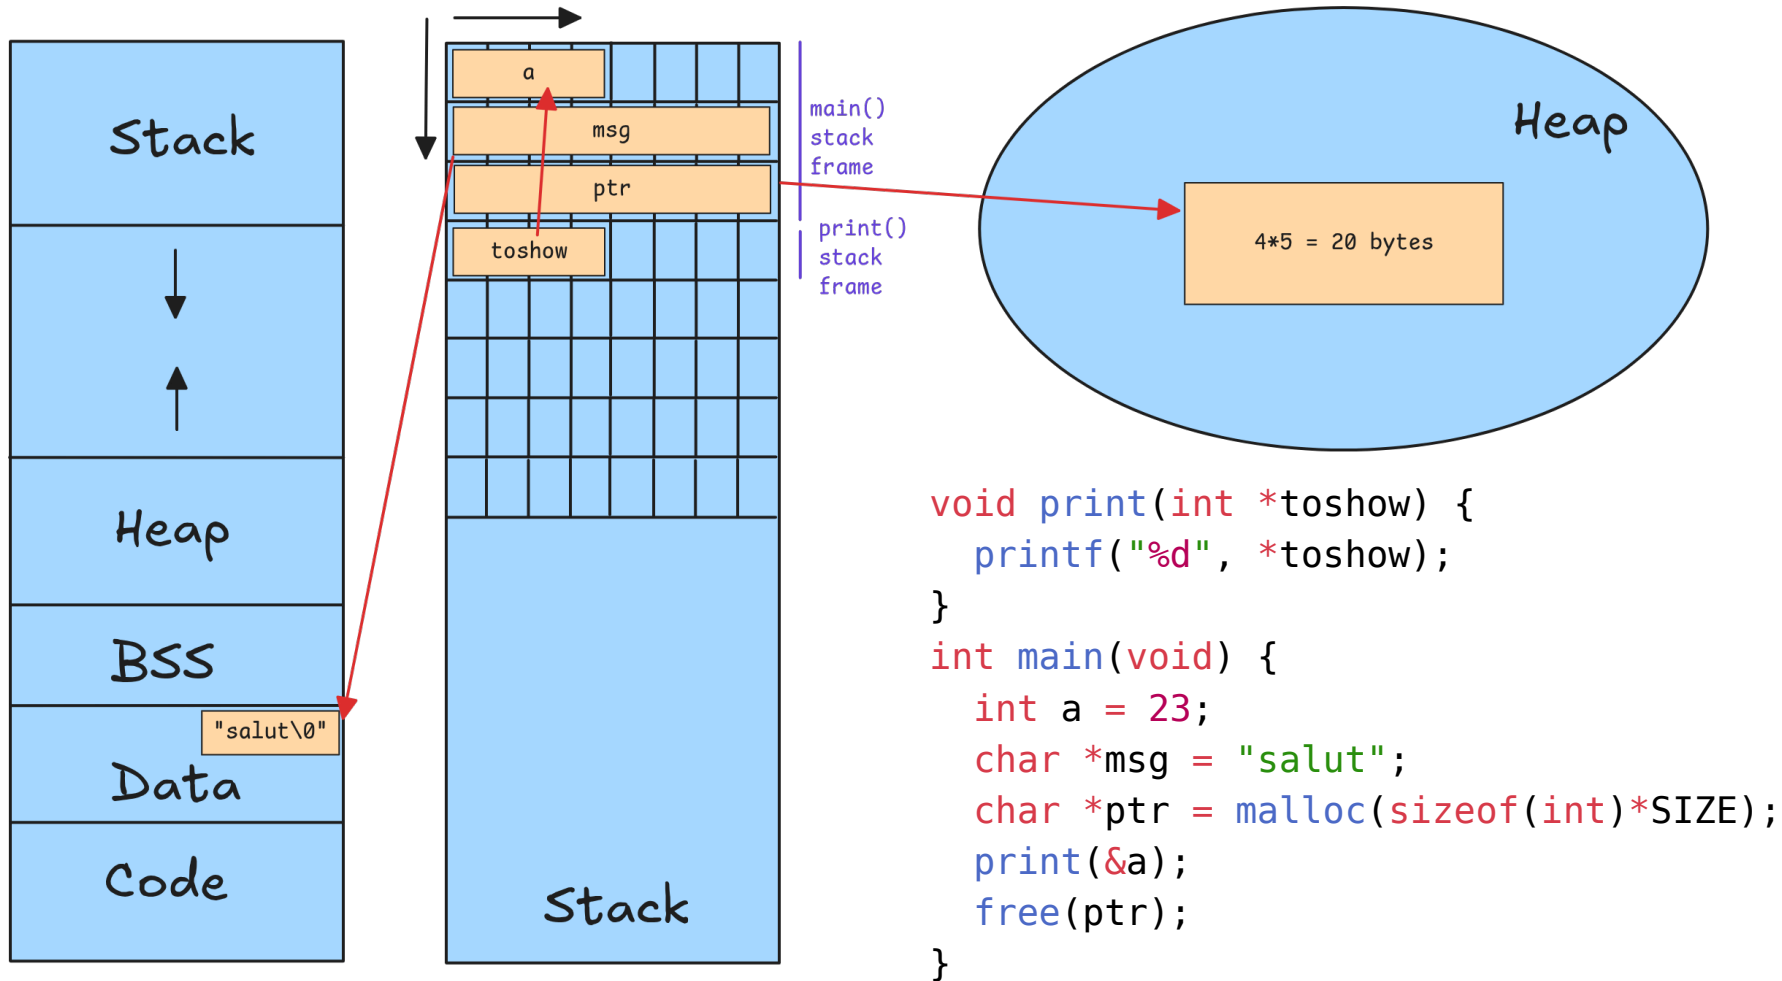 Stack
Heap
BSS
"salut\0"
Data
Code
a
msg
ptr
toshow
Stack
main()
stack
frame
print()
stack
frame
Heap
4*5 = 20 bytes
void print(int *toshow) {
  printf("%d", *toshow);
}
int main(void) {
  int a = 23;
  char *msg = "salut";
  char *ptr = malloc(sizeof(int)*SIZE);
  print(&a);
  free(ptr);
}